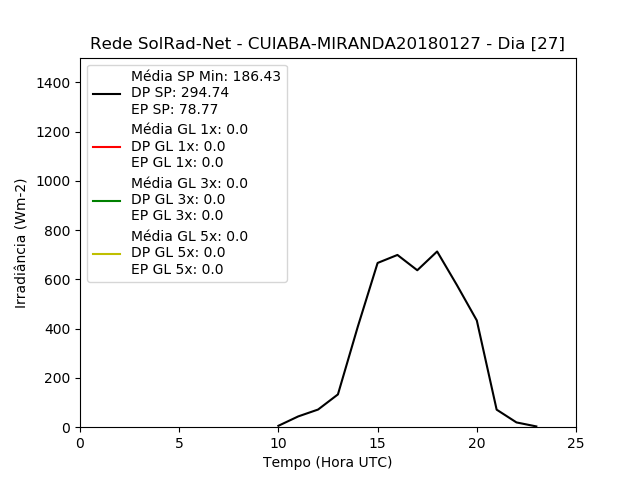 Rede SolRad-Net - CUIABA-MIRANDA20180127 - Dia [27]
Média SP Min: 186.43
DP SP: 294.74
EP SP: 78.77
Média GL 1x: 0.0
DP GL 1x: 0.0
EP GL 1x: 0.0
Média GL 3x: 0.0
DP GL 3x: 0.0
EP GL 3x: 0.0
Média GL 5x: 0.0
DP GL 5x: 0.0
EP GL 5x: 0.0
Irradiância (Wm-2)
1400
1200
1000
800
600
400
200
0
0 5 10 15 20 25
Tempo (Hora UTC)